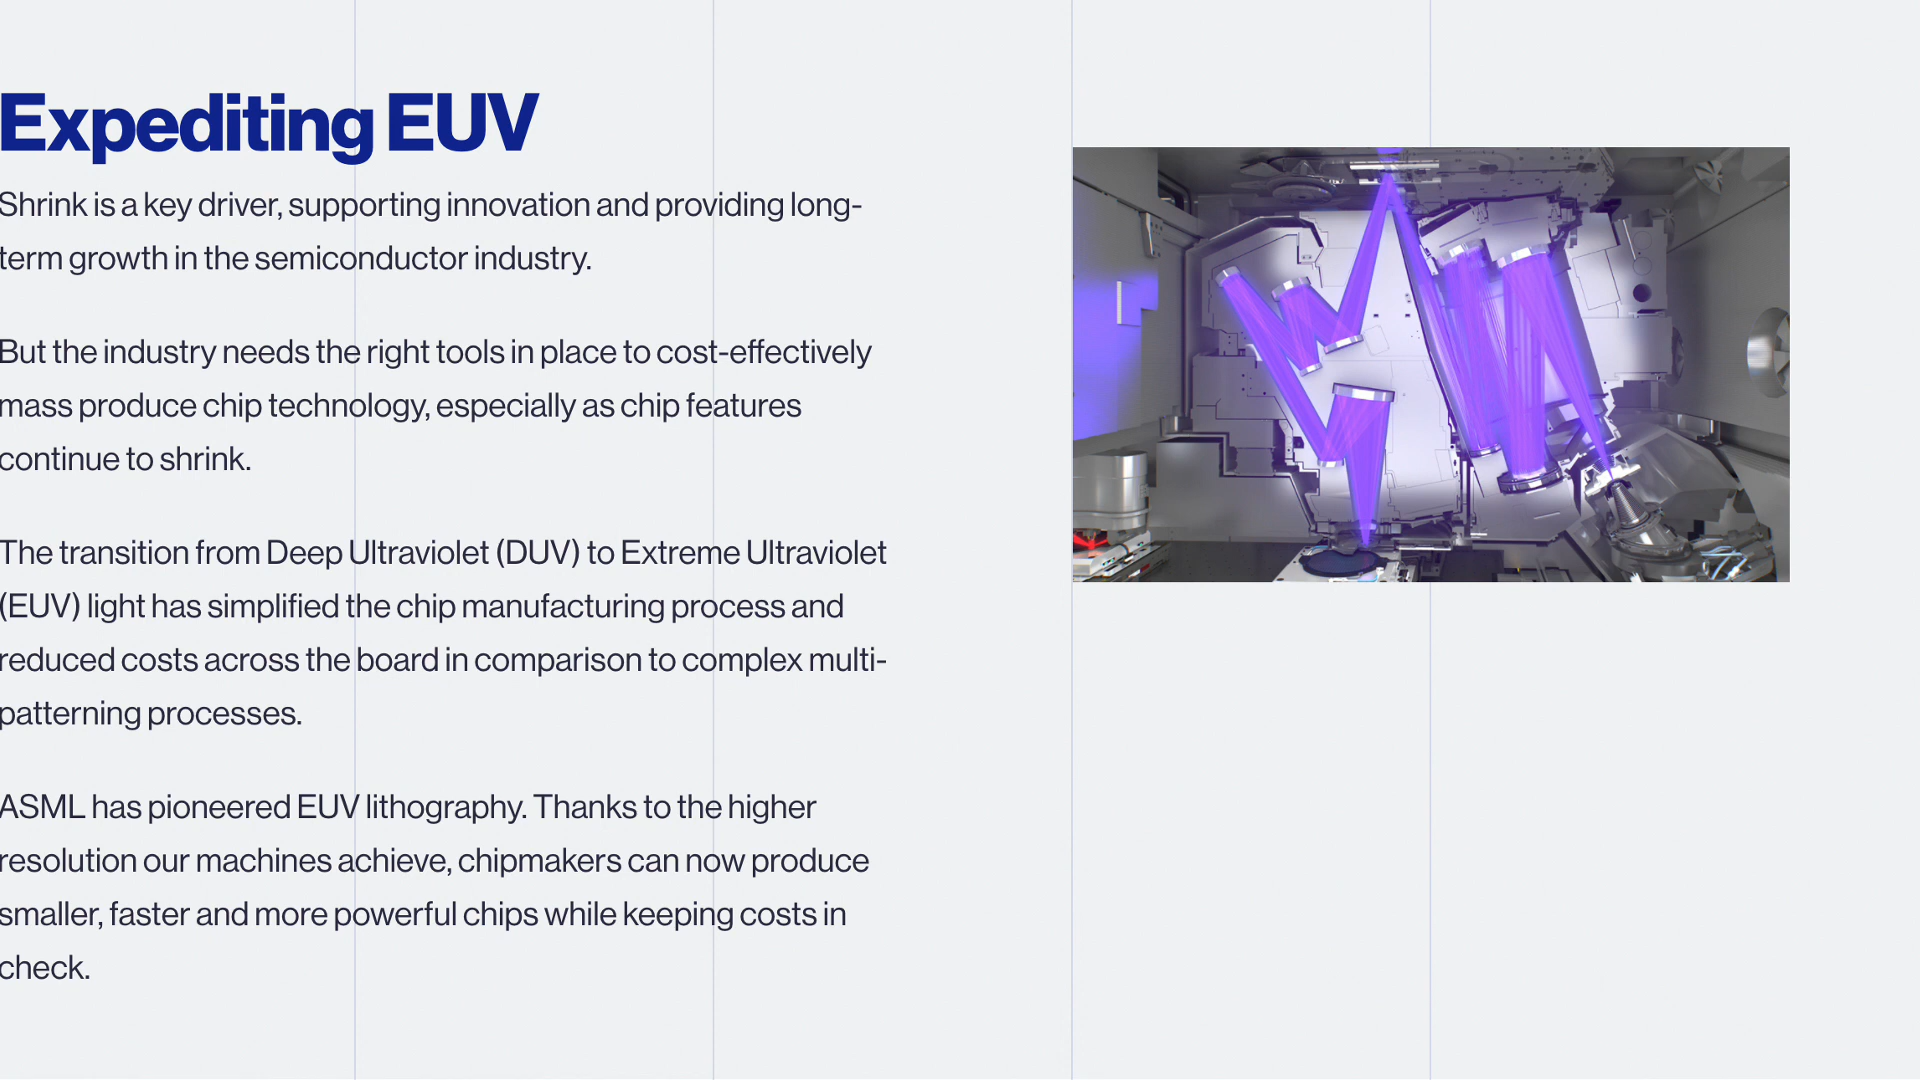 Expediting EUV
Shrink is a key driver, supporting innovation and providing long-
term growth in the semiconductor industry.
But the industry needs the right tools in place to cost-effectively
mass produce chip technology, especially as chip features
continue to shrink.
The transition from Deep Ultraviolet (DUV) to Extreme Ultraviolet
(EUV) light has simplified the chip manufacturing process and
reduced costs across the board in comparison to complex multi-
patterning processes.
ASML has pioneered EUV lithography. Thanks to the higher
resolution our machines achieve, chipmakers can now produce
smaller, faster and more powerful chips while keeping costs in
check.